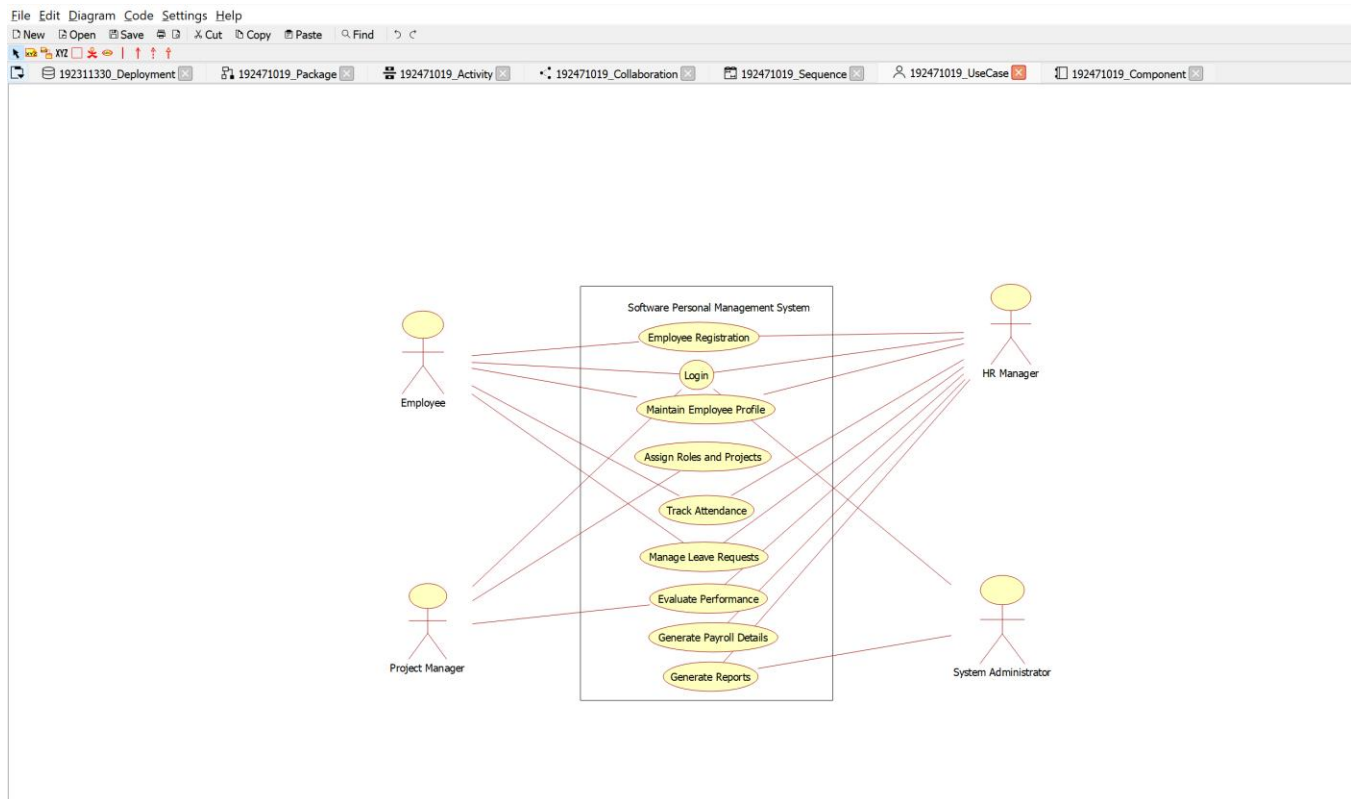 File Edit Diagram Code Settings Help
New Open Save Cut Copy Paste Find
XYZ
192311330_Deployment 192471019_Package 192471019_Activity 192471019_Collaboration 192471019_Sequence 192471019_UseCase 192471019_Component
Software Personal Management System
Employee Registration
Login
HR Manager
Employee
Maintain Employee Profile
Assign Roles and Projects
Track Attendance
Manage Leave Requests
Evaluate Performance
Generate Payroll Details
Project Manager
Generate Reports
System Administrator